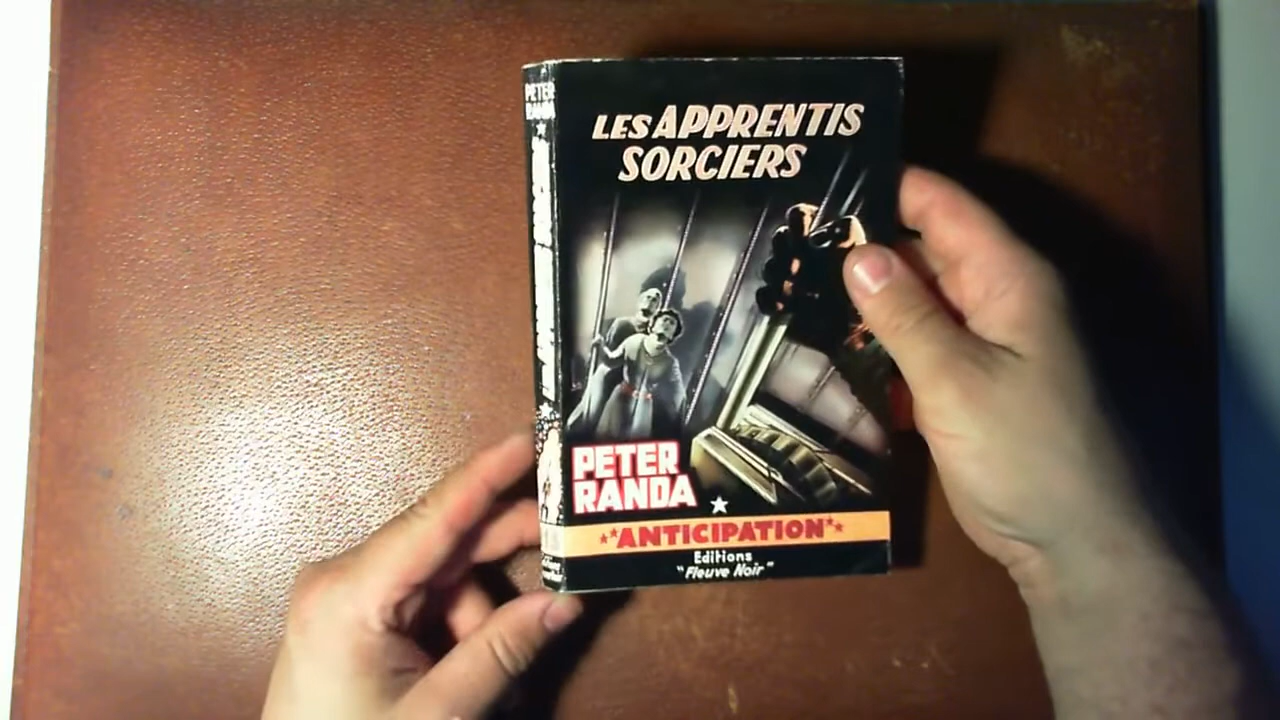 LES APPRENTIS
SORCIERS
PETER
RANDA
*ANTICIPATION*
Editions
"Fleuve Noir"
PETER
RANDA